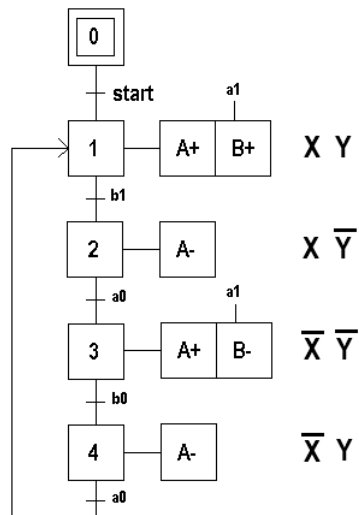 0
start
a1
1 A+ B+ X Y
b1
2 A- X Y̅
a0
a1
3 A+ B- X̅ Y̅
b0
4 A- X̅ Y
a0